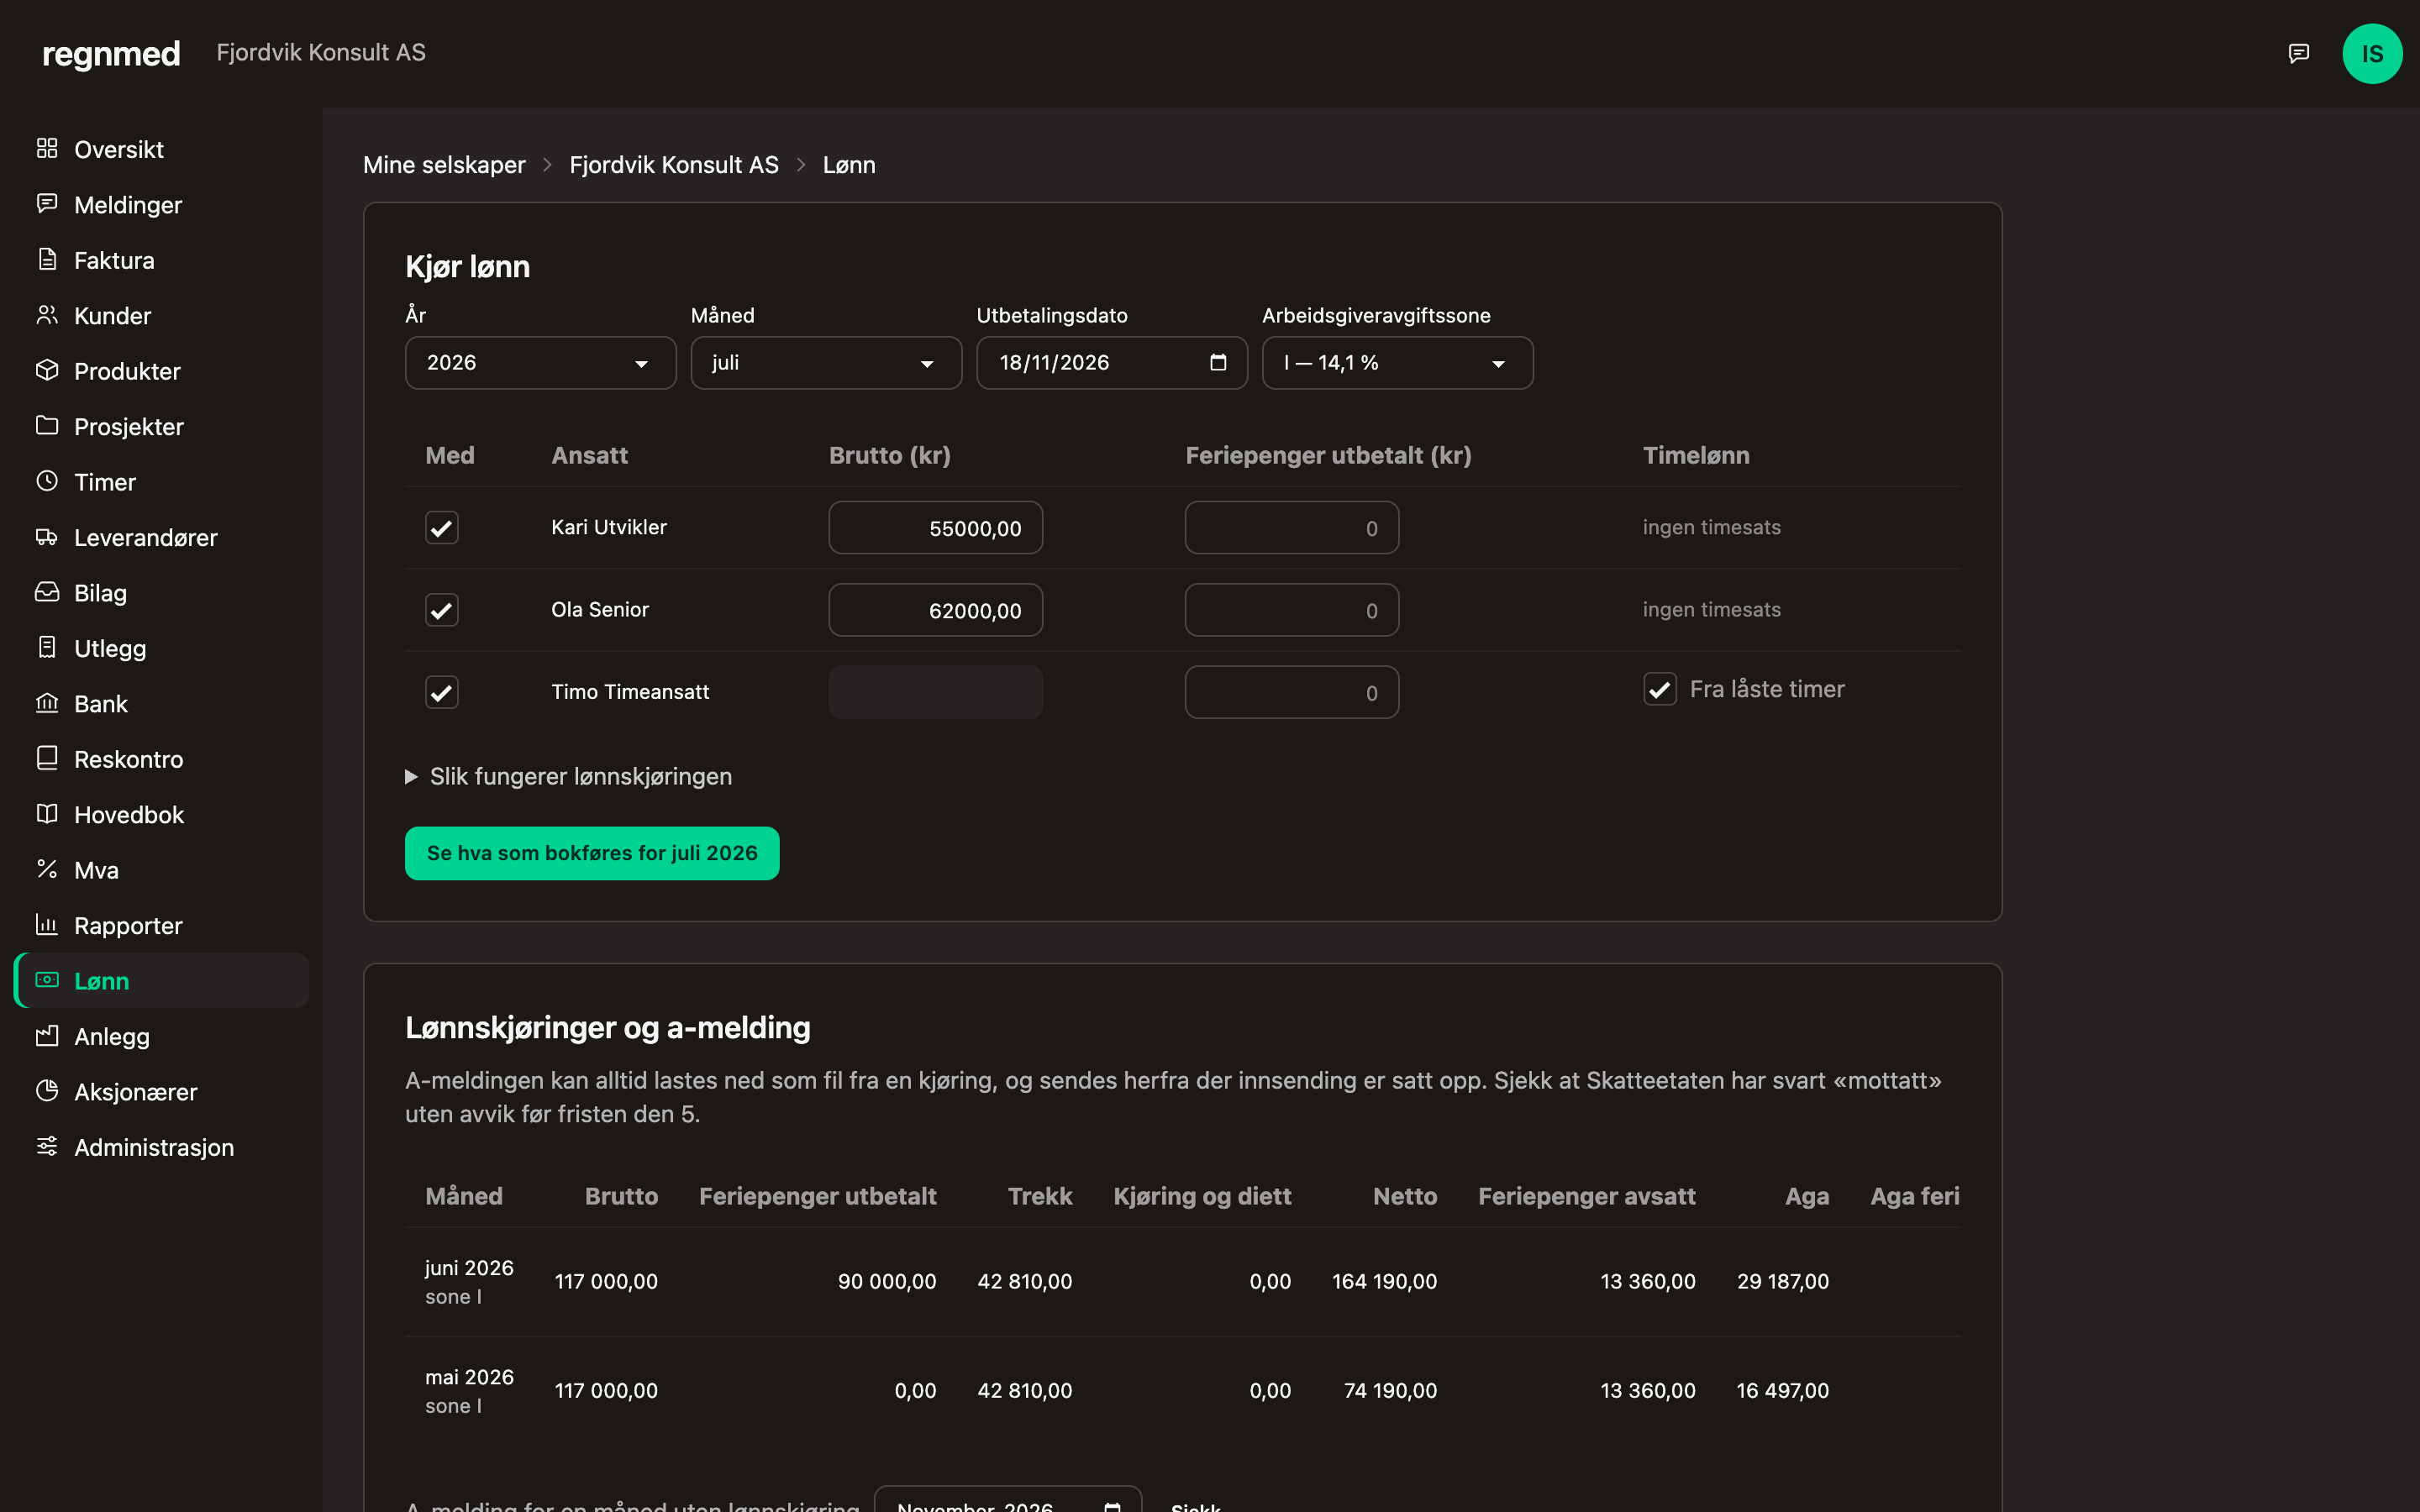 regnmed
Fjordvik Konsult AS
IS
Oversikt
Meldinger
Faktura
Kunder
Produkter
Prosjekter
Timer
Leverandører
Bilag
Utlegg
Bank
Reskontro
Hovedbok
Mva
Rapporter
Lønn
Anlegg
Aksjonærer
Administrasjon
Mine selskaper > Fjordvik Konsult AS > Lønn
Kjør lønn
År Måned Utbetalingsdato Arbeidsgiveravgiftssone
2026 juli 18/11/2026 I — 14,1 %
Med Ansatt Brutto (kr) Feriepenger utbetalt (kr) Timelønn
Kari Utvikler 55000,00 0 ingen timesats
Ola Senior 62000,00 0 ingen timesats
Timo Timeansatt 0 Fra låste timer
Slik fungerer lønnskjøringen
Se hva som bokføres for juli 2026
Lønnskjøringer og a-melding
A-meldingen kan alltid lastes ned som fil fra en kjøring, og sendes herfra der innsending er satt opp. Sjekk at Skatteetaten har svart «mottatt»
uten avvik før fristen den 5.
Måned Brutto Feriepenger utbetalt Trekk Kjøring og diett Netto Feriepenger avsatt Aga Aga feri
juni 2026 117 000,00 90 000,00 42 810,00 0,00 164 190,00 13 360,00 29 187,00
sone I
mai 2026 117 000,00 0,00 42 810,00 0,00 74 190,00 13 360,00 16 497,00
sone I
A-melding for en måned uten lønnskjøring November 2026 Sjekk